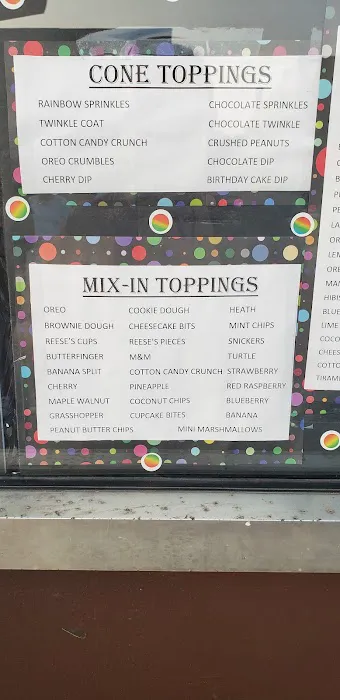 CONE TOPPINGS
RAINBOW SPRINKLES CHOCOLATE SPRINKLES
TWINKLE COAT CHOCOLATE TWINKLE
COTTON CANDY CRUNCH CRUSHED PEANUTS
OREO CRUMBLES CHOCOLATE DIP
CHERRY DIP BIRTHDAY CAKE DIP
MIX-IN TOPPINGS
OREO COOKIE DOUGH HEATH
BROWNIE DOUGH CHEESECAKE BITS MINT CHIPS
REESE'S CUPS REESE'S PIECES SNICKERS
BUTTERFINGER M&M TURTLE
BANANA SPLIT COTTON CANDY CRUNCH STRAWBERRY
CHERRY PINEAPPLE RED RASPBERRY
MAPLE WALNUT COCONUT CHIPS BLUEBERRY
GRASSHOPPER CUPCAKE BITES BANANA
PEANUT BUTTER CHIPS MINI MARSHMALLOWS